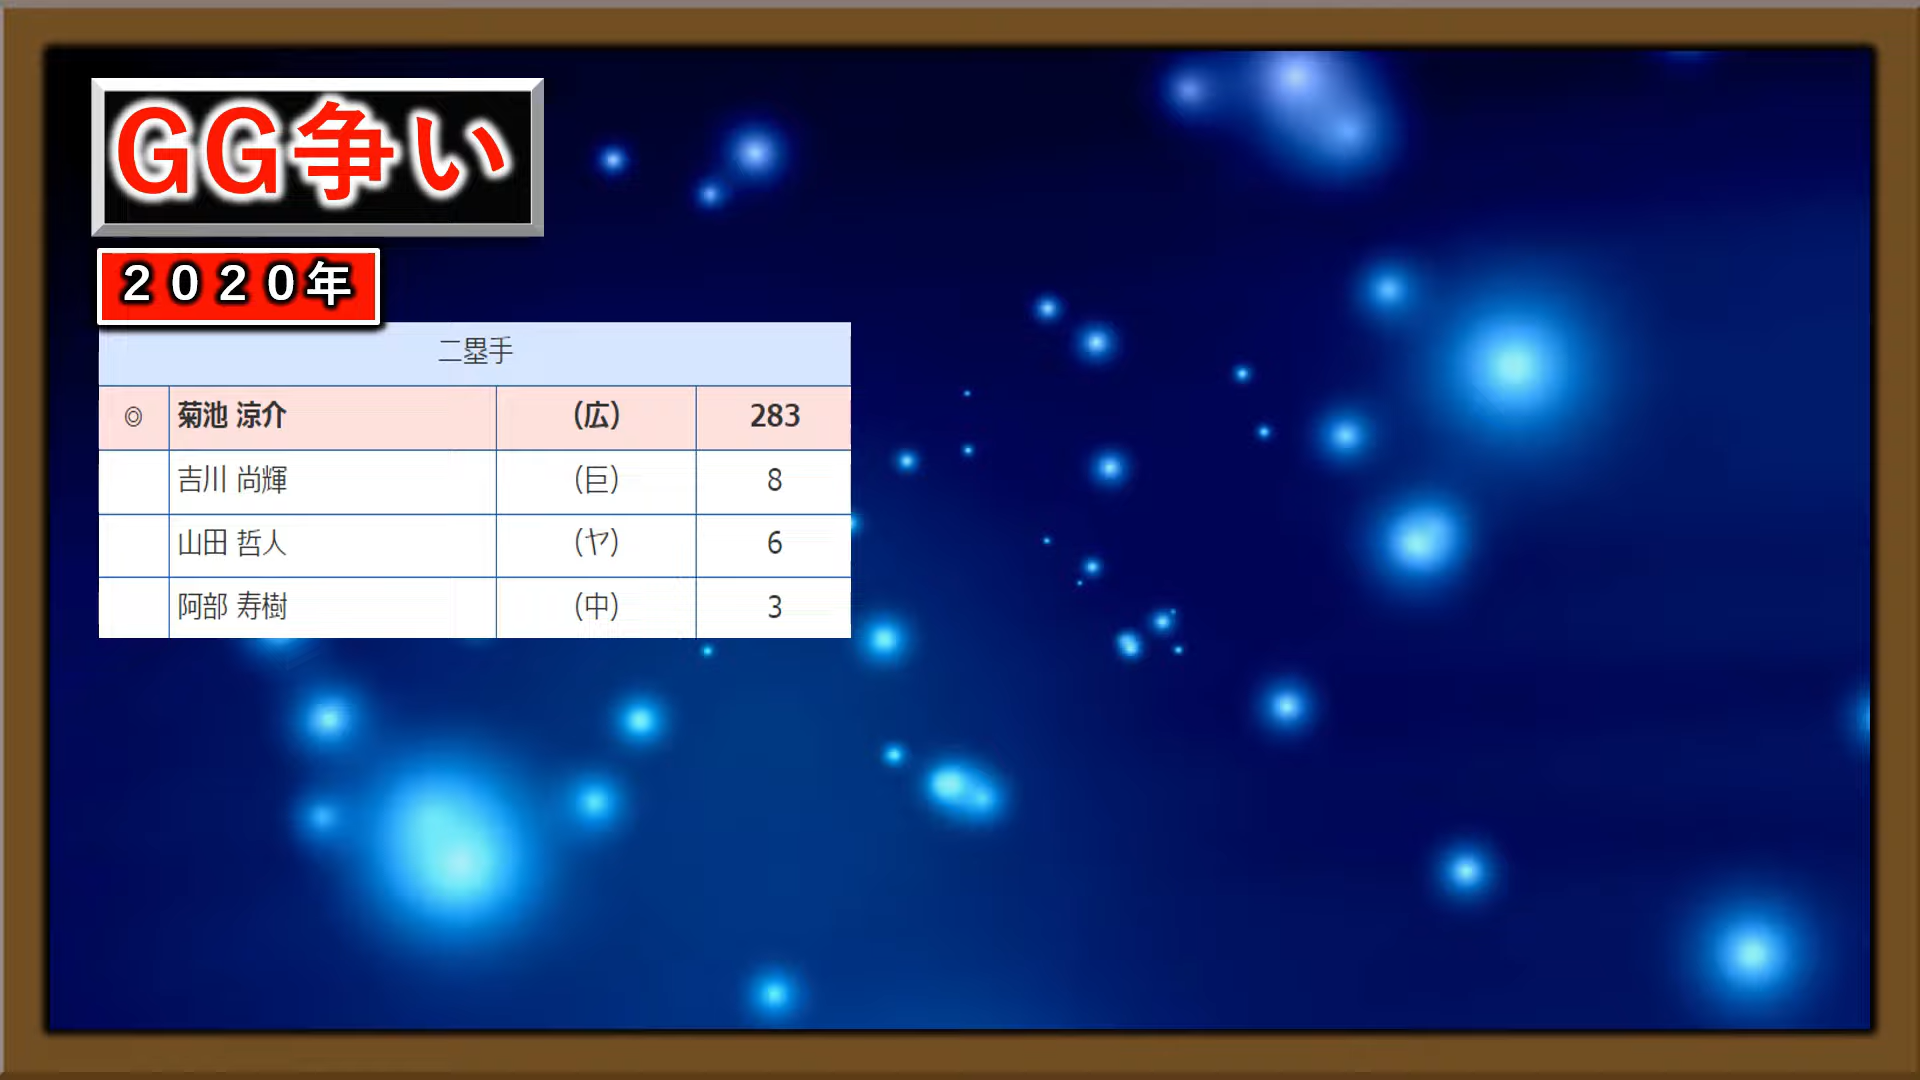 GG争い
2020年
二塁手
◎ 菊池 涼介 (広) 283
吉川 尚輝 (巨) 8
山田 哲人 (ヤ) 6
阿部 寿樹 (中) 3